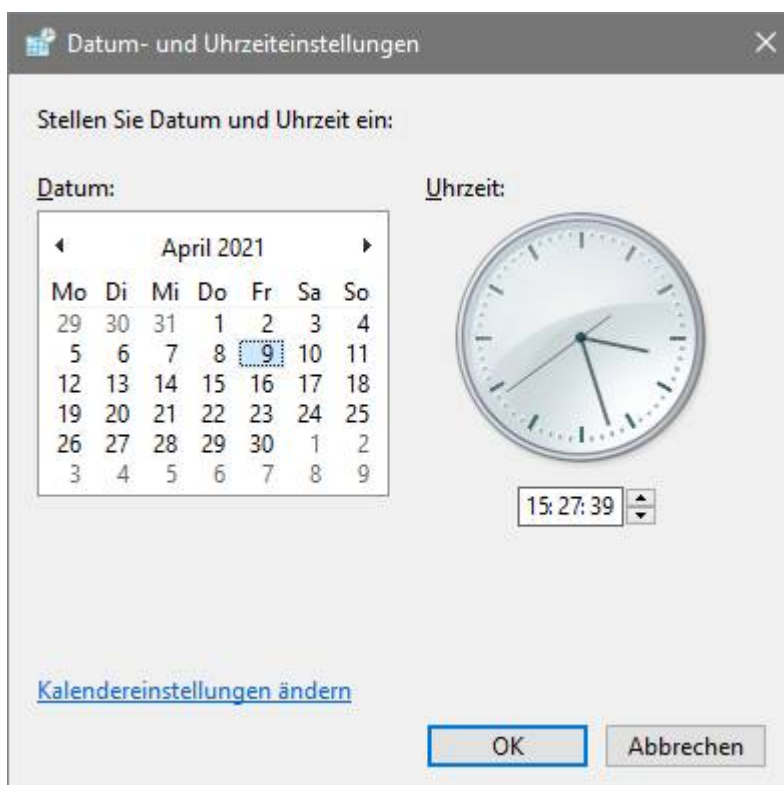 Datum- und Uhrzeiteinstellungen
Stellen Sie Datum und Uhrzeit ein:
Datum:
April 2021
Mo Di Mi Do Fr Sa So
29 30 31 1 2 3 4
5 6 7 8 9 10 11
12 13 14 15 16 17 18
19 20 21 22 23 24 25
26 27 28 29 30 1 2
3 4 5 6 7 8 9
Uhrzeit:
15:27:39
Kalendereinstellungen ändern
OK
Abbrechen